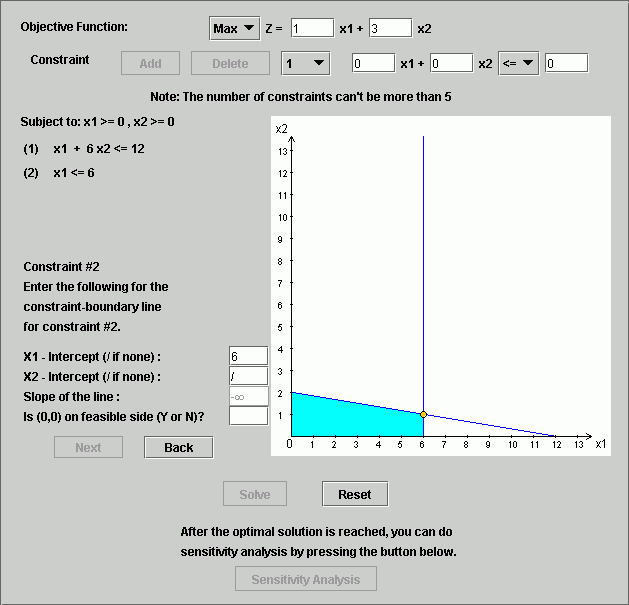 Objective Function: Max Z = 1 x1 + 3 x2
Constraint Add Delete 1 0 x1 + 0 x2 <= 0
Note: The number of constraints can't be more than 5
Subject to: x1 >= 0 , x2 >= 0
(1) x1 + 6 x2 <= 12
(2) x1 <= 6
x2
13
12
11
10
9
8
7
6
5
4
3
2
1
0 1 2 3 4 5 6 7 8 9 10 11 12 13 x1
Constraint #2
Enter the following for the
constraint-boundary line
for constraint #2.
X1 - Intercept (/ if none) : 6
X2 - Intercept (/ if none) : /
Slope of the line : -∞
Is (0,0) on feasible side (Y or N)?
Next Back
Solve Reset
After the optimal solution is reached, you can do
sensitivity analysis by pressing the button below.
Sensitivity Analysis